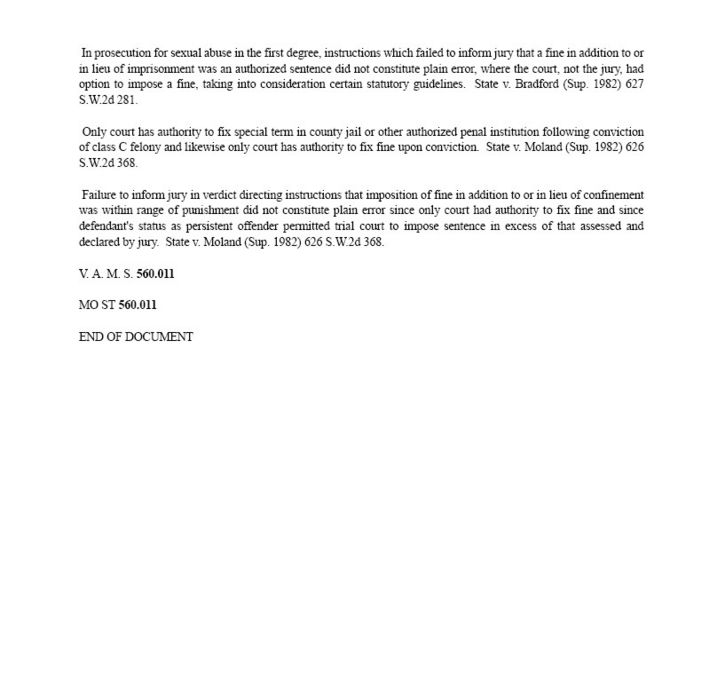 In prosecution for sexual abuse in the first degree, instructions which failed to inform jury that a fine in addition to or
in lieu of imprisonment was an authorized sentence did not constitute plain error, where the court, not the jury, had
option to impose a fine, taking into consideration certain statutory guidelines. State v. Bradford (Sup. 1982) 627
S.W.2d 281.
Only court has authority to fix special term in county jail or other authorized penal institution following conviction
of class C felony and likewise only court has authority to fix fine upon conviction. State v. Moland (Sup. 1982) 626
S.W.2d 368.
Failure to inform jury in verdict directing instructions that imposition of fine in addition to or in lieu of confinement
was within range of punishment did not constitute plain error since only court had authority to fix fine and since
defendant's status as persistent offender permitted trial court to impose sentence in excess of that assessed and
declared by jury. State v. Moland (Sup. 1982) 626 S.W.2d 368.
V. A. M. S. 560.011
MO ST 560.011
END OF DOCUMENT